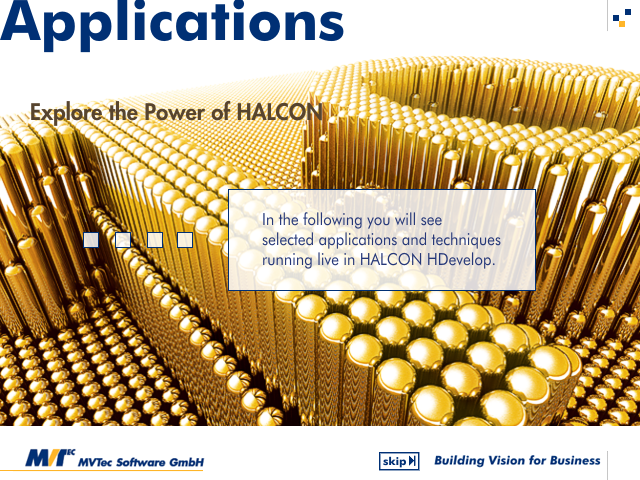 Applications
Explore the Power of HALCON
In the following you will see
selected applications and techniques
running live in HALCON HDevelop.
MVTEC MVTec Software GmbH
skip
Building Vision for Business